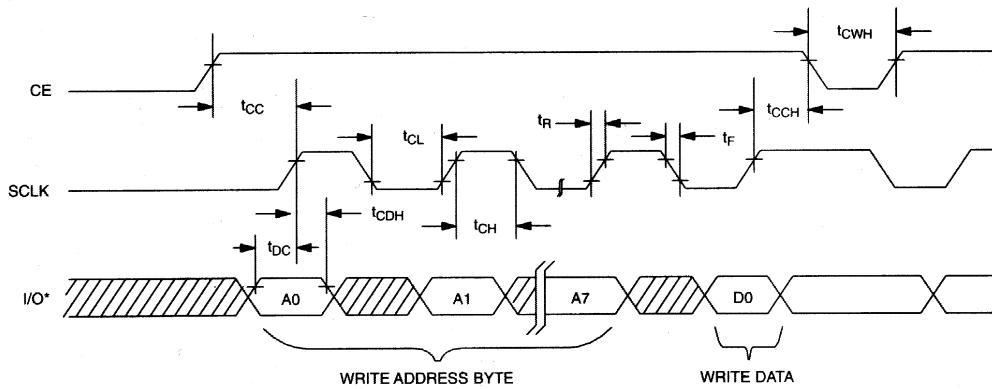 tCWH
CE
tCC
tCCH
tCL
tR
tF
SCLK
tCDH
tCH
tDC
I/O*
A0
A1
A7
D0
WRITE ADDRESS BYTE
WRITE DATA